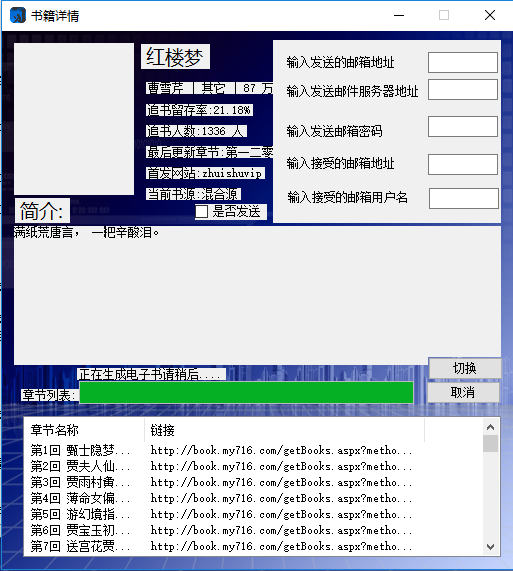 书籍详情
红楼梦
曹雪芹 | 其它 | 87 万
追书留存率:21.18%
追书人数:1336 人
最后更新章节:第一二零
首发网站:zhuishuvip
当前书源:混合源
是否发送
输入发送的邮箱地址
输入发送邮件服务器地址
输入发送邮箱密码
输入接受的邮箱地址
输入接受的邮箱用户名
简介:
满纸荒唐言， 一把辛酸泪。
正在生成电子书请稍后....
章节列表:
切换
取消
章节名称 链接
第1回 甄士隐梦... http://book.my716.com/getBooks.aspx?metho...
第2回 贾夫人仙... http://book.my716.com/getBooks.aspx?metho...
第3回 贾雨村夤... http://book.my716.com/getBooks.aspx?metho...
第4回 薄命女偏... http://book.my716.com/getBooks.aspx?metho...
第5回 游幻境指... http://book.my716.com/getBooks.aspx?metho...
第6回 贾宝玉初... http://book.my716.com/getBooks.aspx?metho...
第7回 送宫花贾... http://book.my716.com/getBooks.aspx?metho...